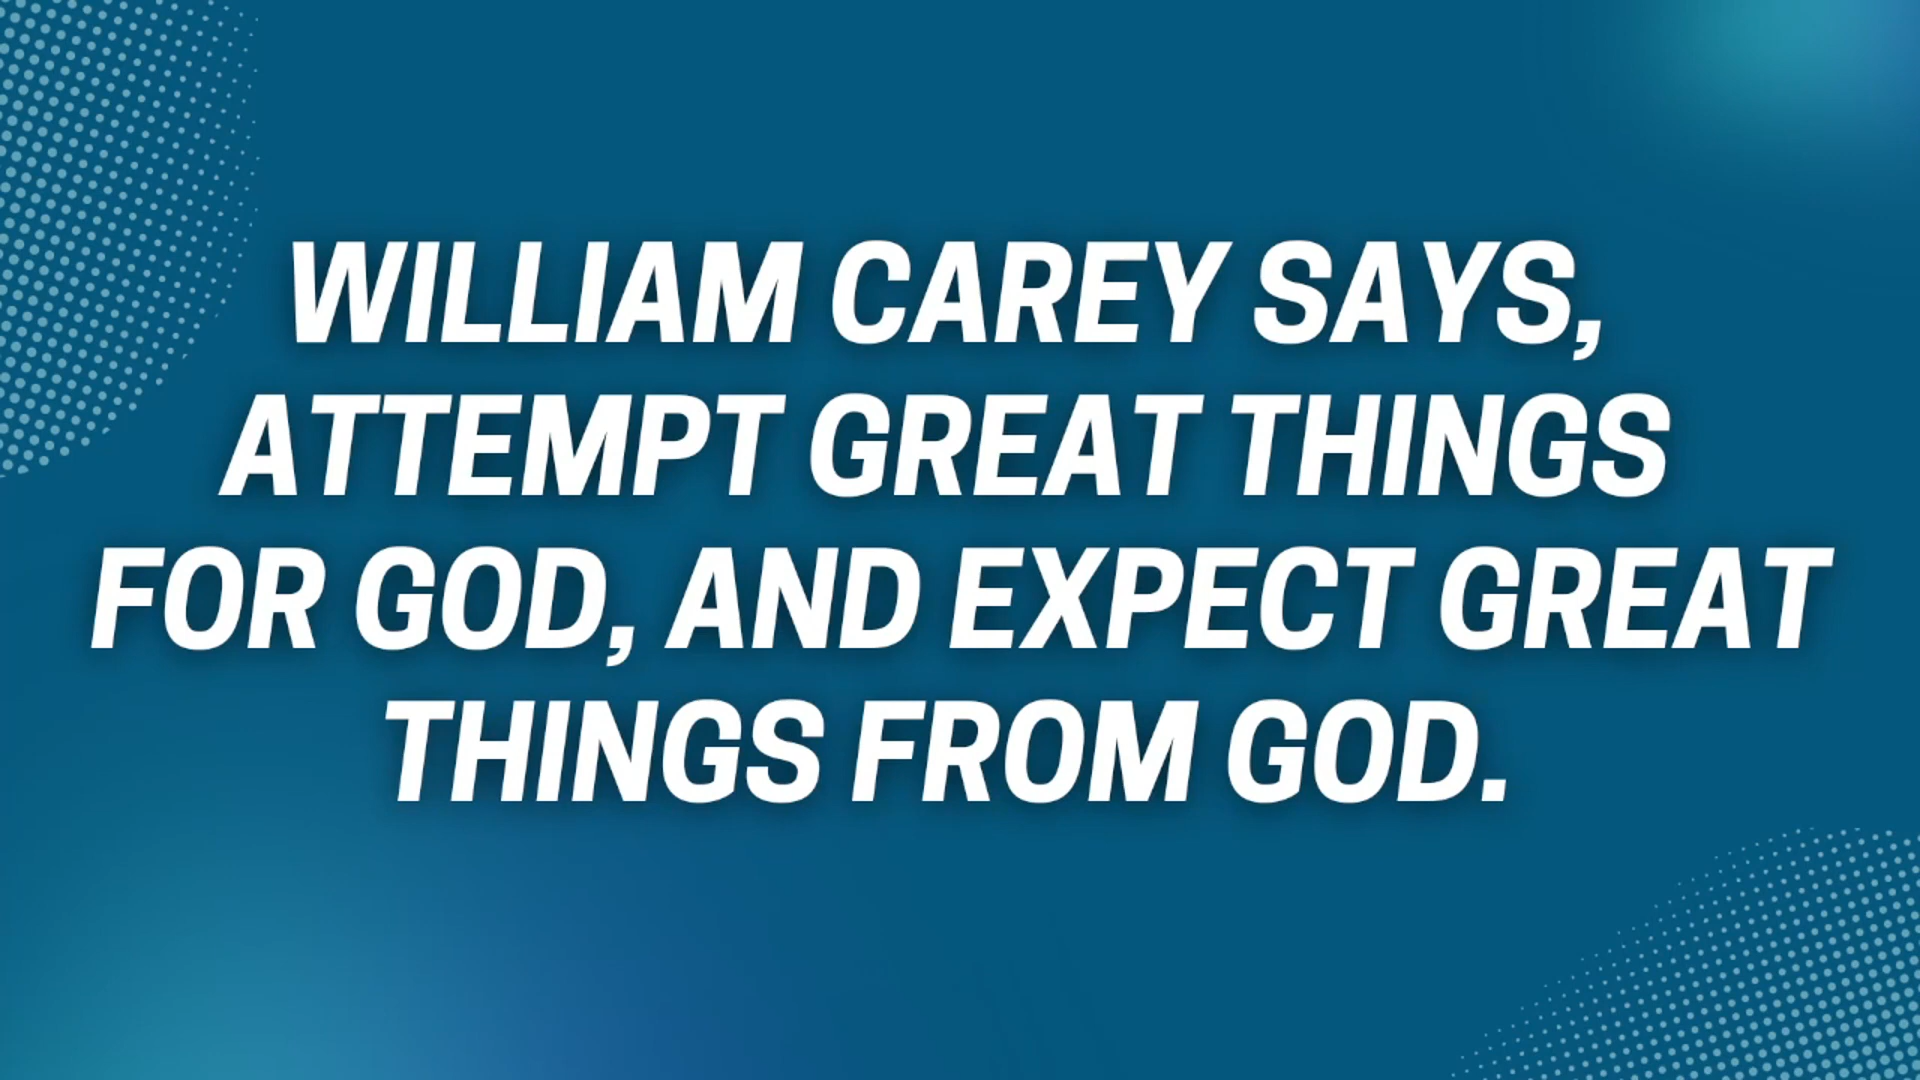 WILLIAM CAREY SAYS,
ATTEMPT GREAT THINGS
FOR GOD, AND EXPECT GREAT
THINGS FROM GOD.